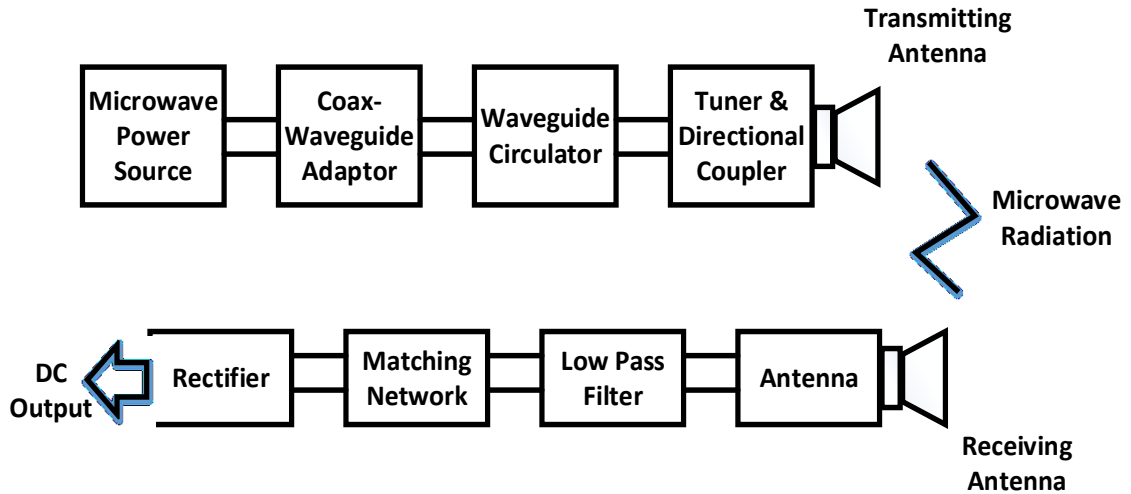 Transmitting
Antenna
Microwave
Power
Source
Coax-
Waveguide
Adaptor
Waveguide
Circulator
Tuner &
Directional
Coupler
Microwave
Radiation
DC
Output
Rectifier
Matching
Network
Low Pass
Filter
Antenna
Receiving
Antenna